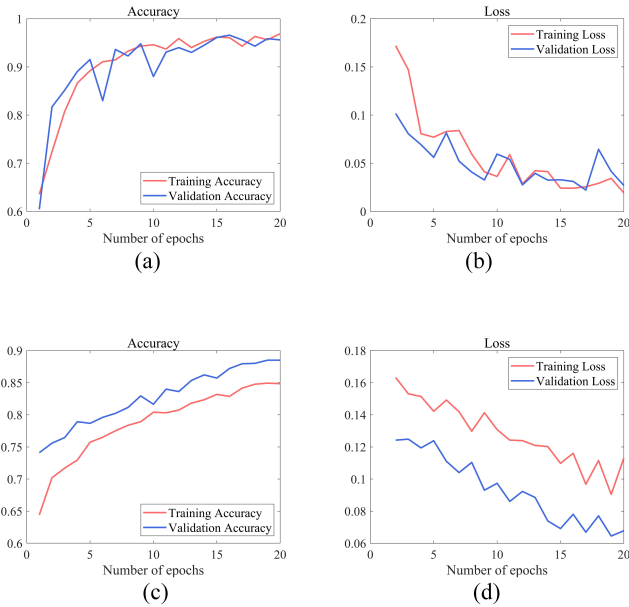 Accuracy
1
0.9
0.8
0.7
0.6
0 5 10 15 20
Training Accuracy
Validation Accuracy
Number of epochs
(a)
Loss
0.2
0.15
0.1
0.05
0
0 5 10 15 20
Training Loss
Validation Loss
Number of epochs
(b)
Accuracy
0.9
0.85
0.8
0.75
0.7
0.65
0.6
0 5 10 15 20
Training Accuracy
Validation Accuracy
Number of epochs
(c)
Loss
0.18
0.16
0.14
0.12
0.1
0.08
0.06
0 5 10 15 20
Training Loss
Validation Loss
Number of epochs
(d)